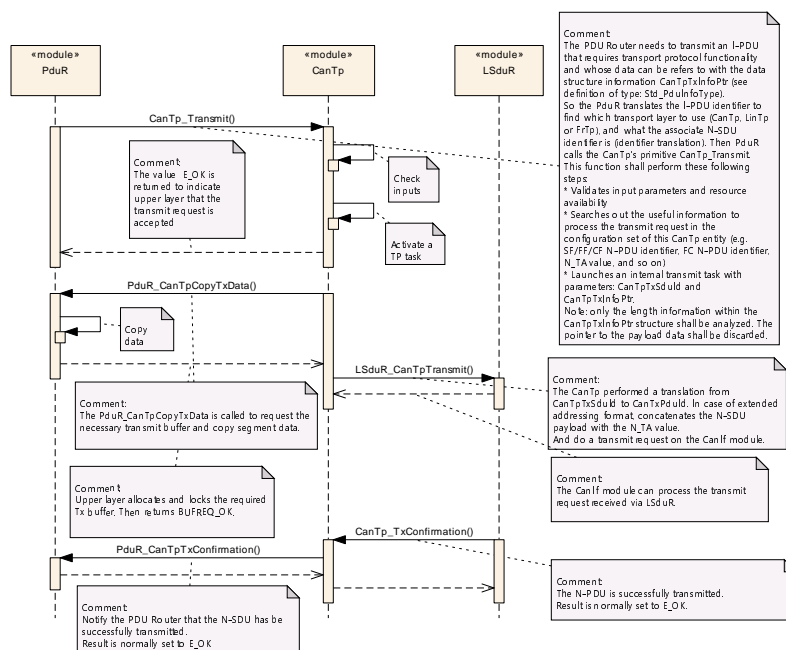 «module»
PduR
«module»
CanTp
«module»
LSduR
Comment:
The PDU Router needs to transmit an I-PDU
that requires transport protocol functionality
and whose data can be refers to with the data
structure information CanTpTxInfoPtr (see
definition of type: Std_PduInfoType).
So the PduR translates the I-PDU identifier to
find which transport layer to use (CanTp, LinTp
or FrTp), and what the associate N-SDU
identifier is (identifier translation). Then PduR
calls the CanTp's primitive CanTp_Transmit.
This function shall perform these following
steps:
* Validates input parameters and resource
availability
* Searches out the useful information to
process the transmit request in the
configuration set of this CanTp entity (e.g.
SF/FF/CF N-PDU identifier, FC N-PDU identifier,
N_TA value, and so on)
* Launches an internal transmit task with
parameters: CanTpTxSduId and
CanTpTxInfoPtr.
Note: only the length information within the
CanTpTxInfoPtr structure shall be analyzed. The
pointer to the payload data shall be discarded.
CanTp_Transmit()
Comment:
The value E_OK is
returned to indicate
upper layer that the
transmit request is
accepted
Check
inputs
Activate a
TP task
PduR_CanTpCopyTxData()
Copy
data
LSduR_CanTpTransmit()
Comment:
The CanTp performed a translation from
CanTpTxSduId to CanTxPduId. In case of extended
addressing format, concatenates the N-SDU
payload with the N_TA value.
And do a transmit request on the CanIf module.
Comment:
The PduR_CanTpCopyTxData is called to request the
necessary transmit buffer and copy segment data.
Comment:
The CanIf module can process the transmit
request received via LSduR.
Comment:
Upper layer allocates and locks the required
Tx buffer. Then returns BUFREQ_OK.
CanTp_TxConfirmation()
PduR_CanTpTxConfirmation()
Comment:
The N-PDU is successfully transmitted.
Result is normally set to E_OK.
Comment:
Notify the PDU Router that the N-SDU has be
successfully transmitted.
Result is normally set to E_OK